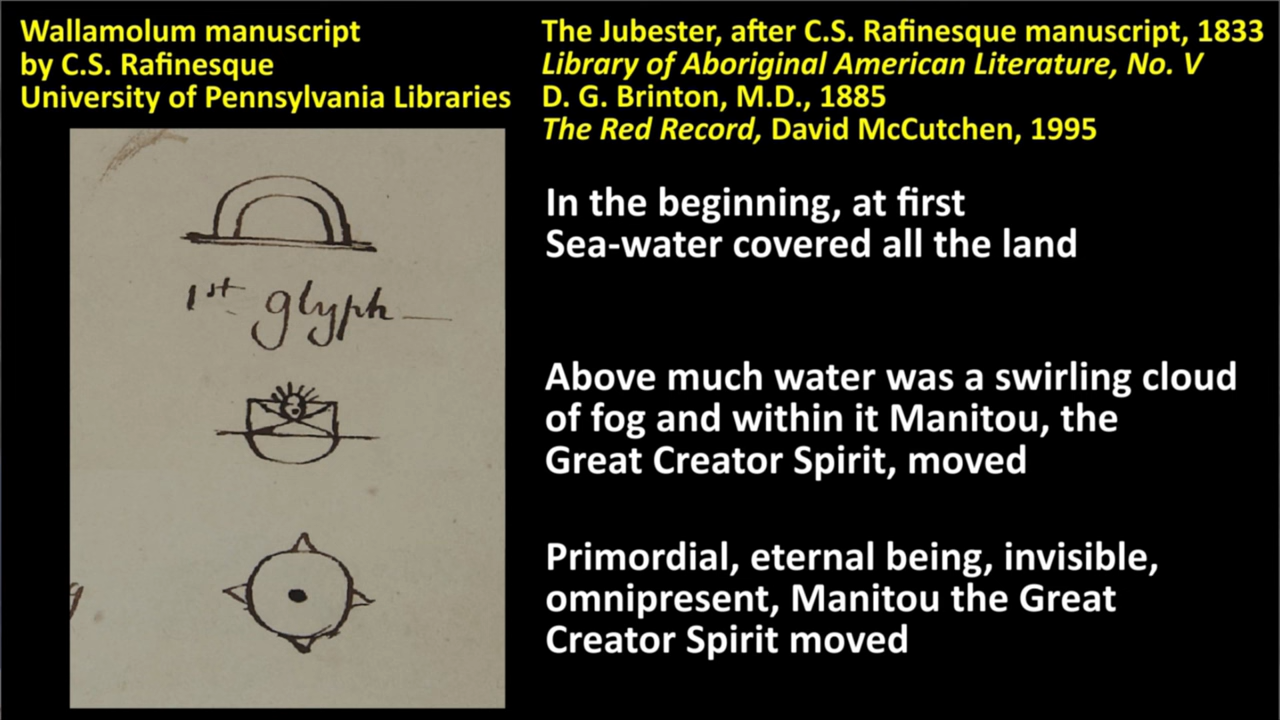 Wallamolum manuscript
by C.S. Rafinesque
University of Pennsylvania Libraries
The Jubester, after C.S. Rafinesque manuscript, 1833
Library of Aboriginal American Literature, No. V
D. G. Brinton, M.D., 1885
The Red Record, David McCutchen, 1995
1st glyph —
In the beginning, at first
Sea-water covered all the land
Above much water was a swirling cloud
of fog and within it Manitou, the
Great Creator Spirit, moved
Primordial, eternal being, invisible,
omnipresent, Manitou the Great
Creator Spirit moved